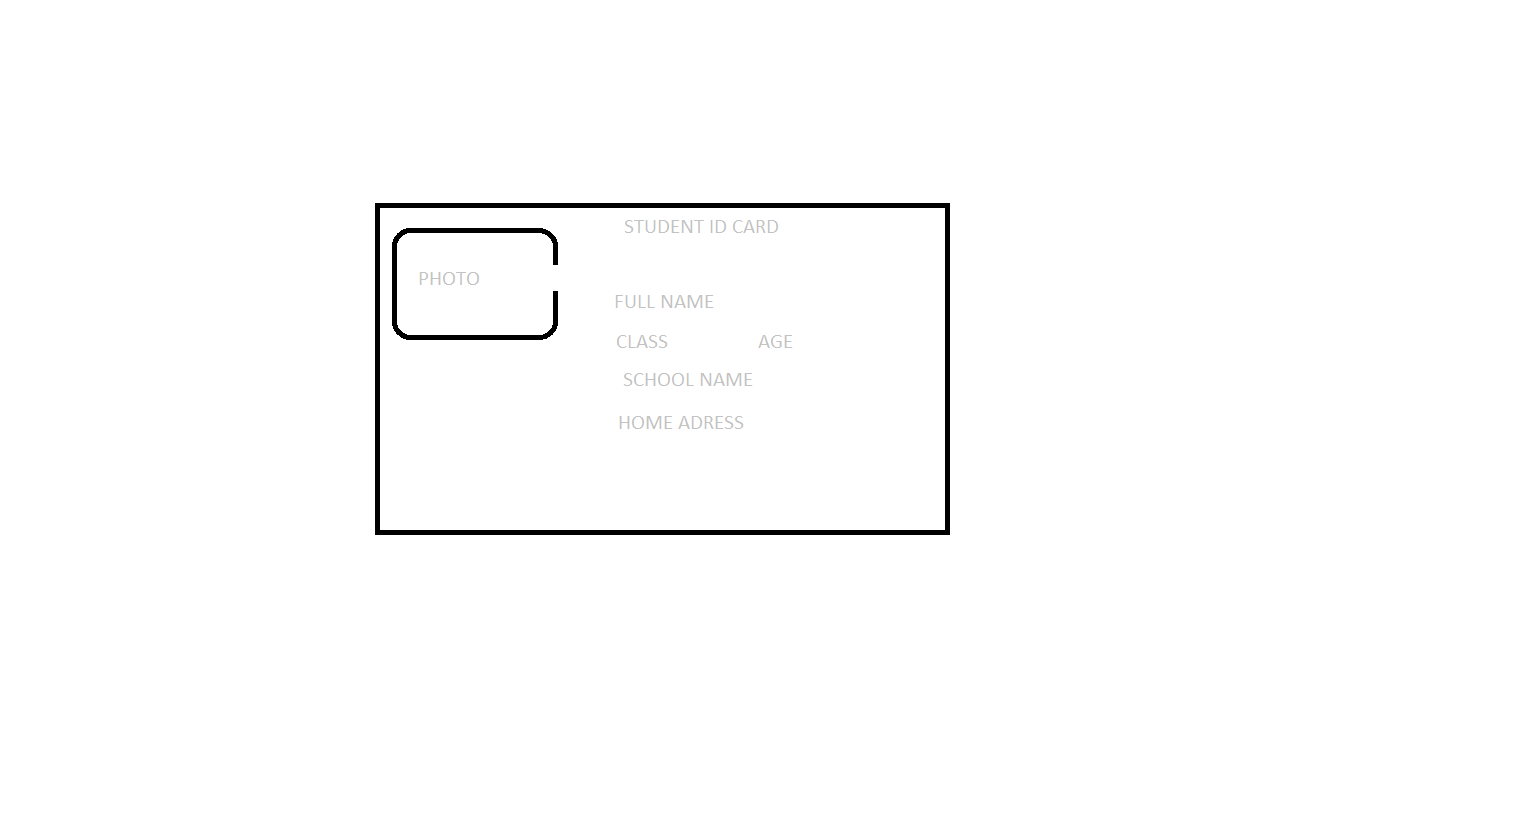 STUDENT ID CARD
PHOTO
FULL NAME
CLASS AGE
SCHOOL NAME
HOME ADRESS